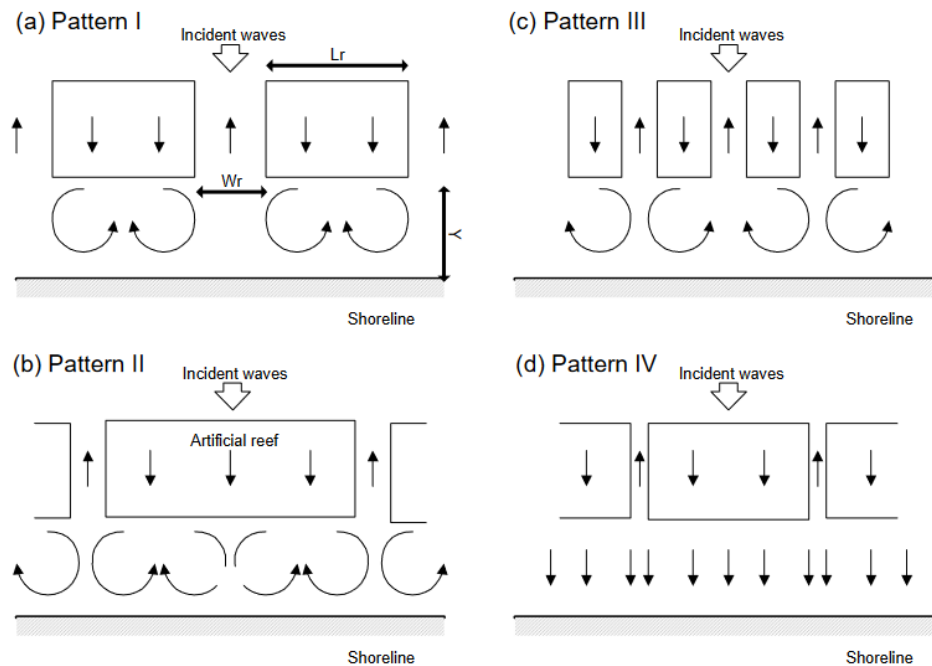 (a) Pattern I
Incident waves
Lr
Wr
Y
Shoreline
(b) Pattern II
Incident waves
Artificial reef
Shoreline
(c) Pattern III
Incident waves
Shoreline
(d) Pattern IV
Incident waves
Shoreline